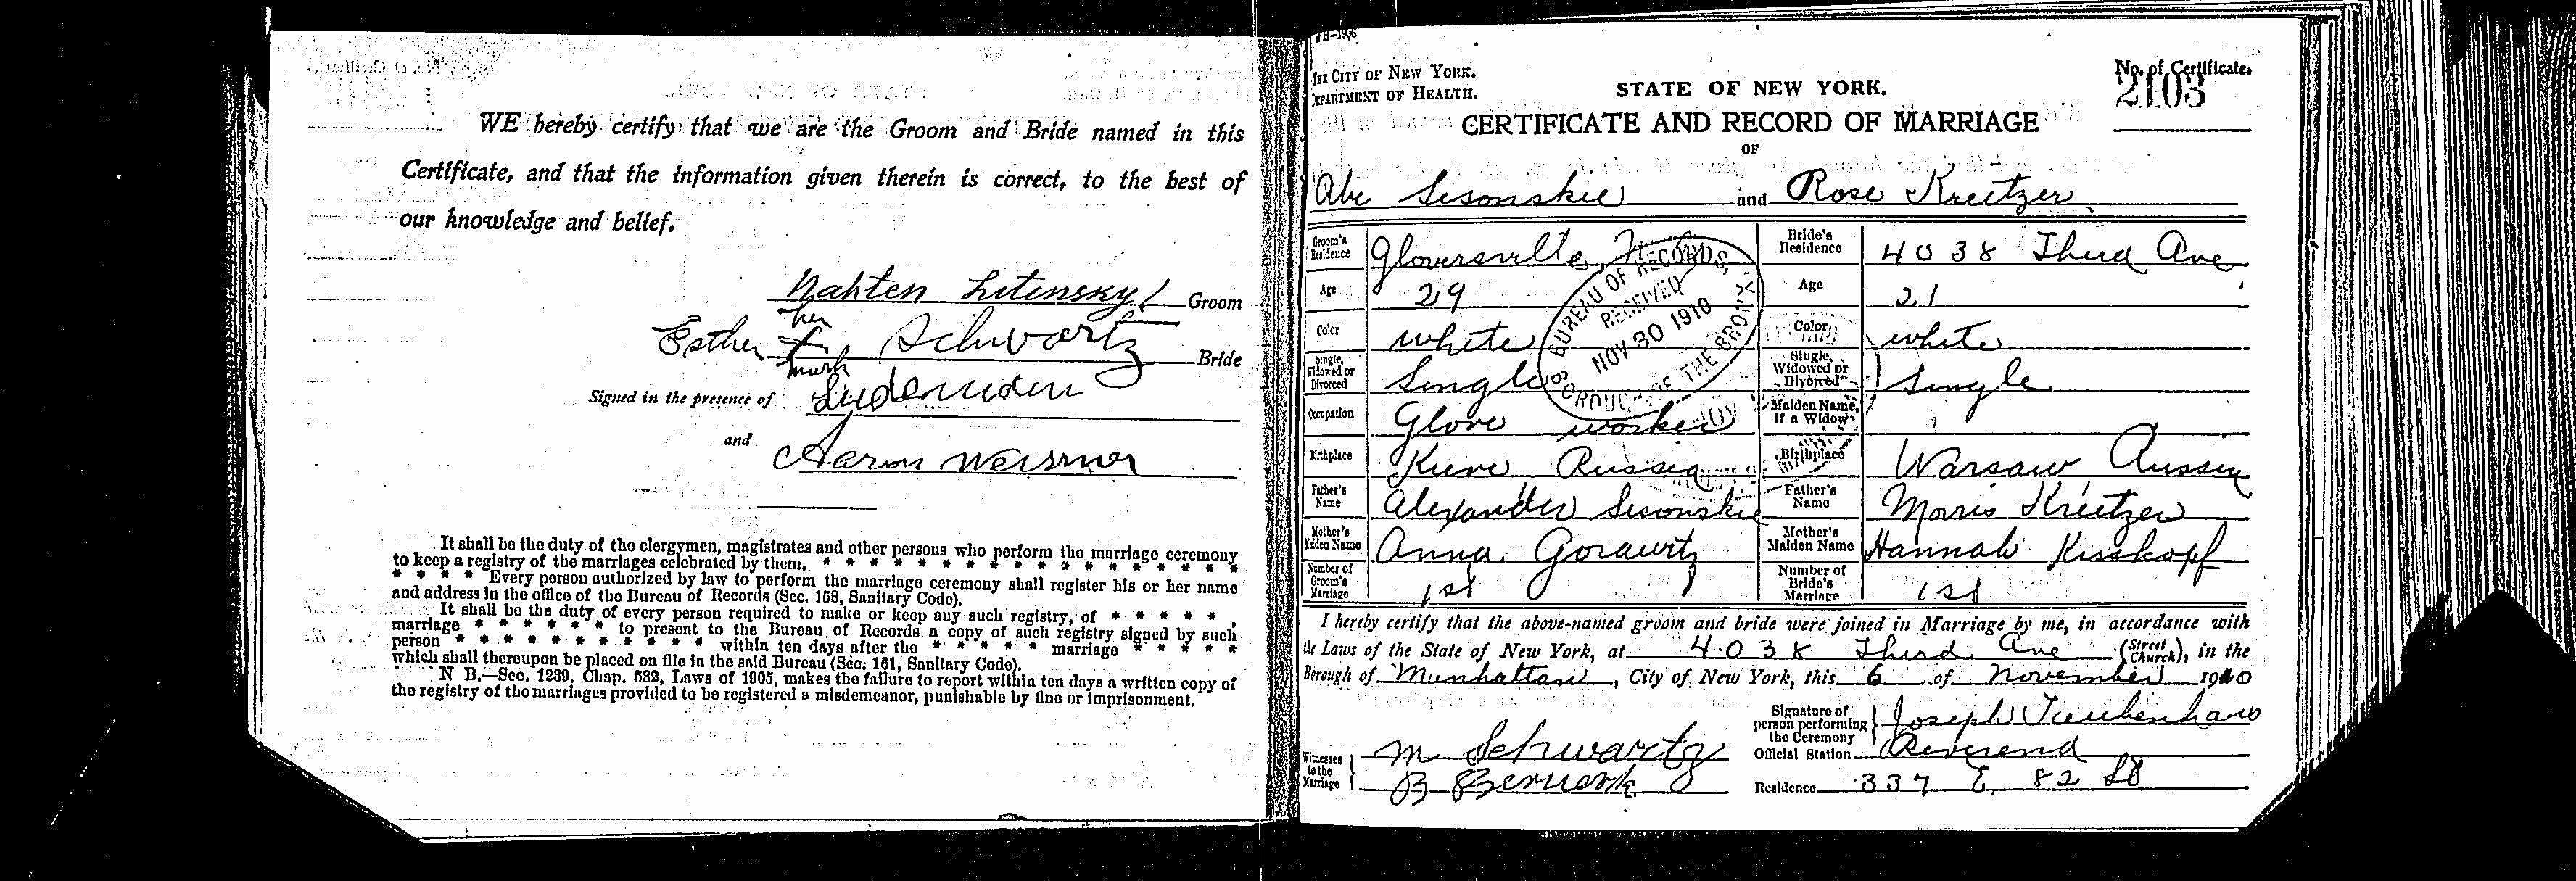 WE hereby certify that we are the Groom and Bride named in this
Certificate, and that the information given therein is correct, to the best of
our knowledge and belief.
Nahten Litensky Groom
her
Esther X Schwartz Bride
mark
Signed in the presence of
and Aaron
It shall be the duty of the clergymen, magistrates and other persons who perform the marriage ceremony
to keep a registry of the marriages celebrated by them. * * * * * * * * * * * * * * * * * *
* * * * Every person authorized by law to perform the marriage ceremony shall register his or her name
and address in the office of the Bureau of Records (Sec. 158, Sanitary Code).
It shall be the duty of every person required to make or keep any such registry, of * * * * *
marriage * * * * * * to present to the Bureau of Records a copy of such registry signed by such
person * * * * * * * * * * * within ten days after the * * * * * marriage * * * * *
which shall thereupon be placed on file in the said Bureau (Sec. 161, Sanitary Code).
N B.—Sec. 1239, Chap. 532, Laws of 1905, makes the failure to report within ten days a written copy of
the registry of the marriages provided to be registered a misdemeanor, punishable by fine or imprisonment.
THE CITY OF NEW YORK.
DEPARTMENT OF HEALTH.
STATE OF NEW YORK.
No. of Certificate.
2103
CERTIFICATE AND RECORD OF MARRIAGE
OF
Abe Sesonskie and Rose Kreitzer
Groom's Residence Gloversville N.Y. Bride's Residence 4038 Third Ave
Age 29 Age 21
Color white Color white
Single, Widowed or Divorced Single Single, Widowed or Divorced Single
Occupation Glove worker Maiden Name, if a Widow
Birthplace Kieve Russia Birthplace Warsaw Russia
Father's Name Alexander Sesonskie Father's Name Morris Kreitzer
Mother's Maiden Name Anna Gorawitz Mother's Maiden Name Hannah Kisskopf
Number of Groom's Marriage 1st Number of Bride's Marriage 1st
BUREAU OF RECORDS,
RECEIVED
NOV 30 1910
BOROUGH OF THE BRONX, N.Y.
I hereby certify that the above-named groom and bride were joined in Marriage by me, in accordance with
the Laws of the State of New York, at 4038 Third Ave (Street Church), in the
Borough of Manhattan, City of New York, this 6 of November 1910
Signature of person performing the Ceremony Joseph Taubenhaus
Witnesses to the Marriage M Schwartz
Official Station Reverend
B
Residence 337 E. 82 St